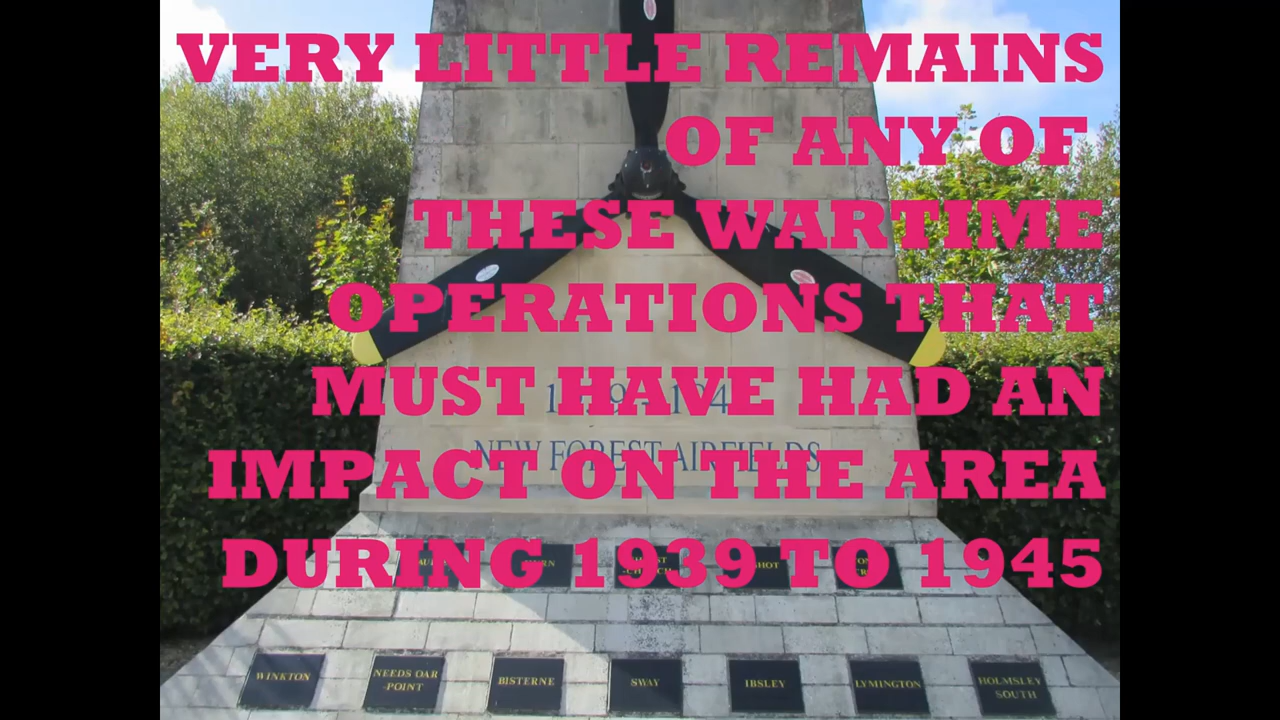 VERY LITTLE REMAINS
OF ANY OF
THESE WARTIME
OPERATIONS THAT
MUST HAVE HAD AN
IMPACT ON THE AREA
DURING 1939 TO 1945
NEW FOREST AIRFIELDS
WINKTON
NEEDS OAR
POINT
BISTERNE
SWAY
IBSLEY
LYMINGTON
HOLMSLEY
SOUTH